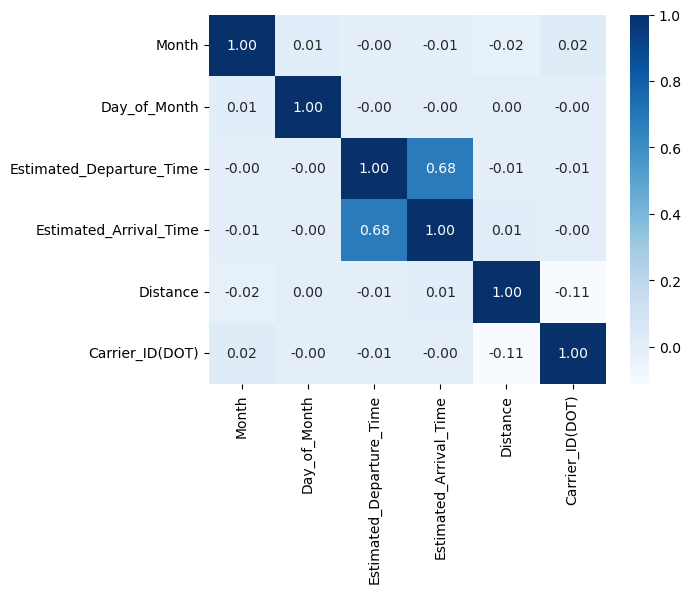 Month 1.00 0.01 -0.00 -0.01 -0.02 0.02
Day_of_Month 0.01 1.00 -0.00 -0.00 0.00 -0.00
Estimated_Departure_Time -0.00 -0.00 1.00 0.68 -0.01 -0.01
Estimated_Arrival_Time -0.01 -0.00 0.68 1.00 0.01 -0.00
Distance -0.02 0.00 -0.01 0.01 1.00 -0.11
Carrier_ID(DOT) 0.02 -0.00 -0.01 -0.00 -0.11 1.00
Month
Day_of_Month
Estimated_Departure_Time
Estimated_Arrival_Time
Distance
Carrier_ID(DOT)
1.0
0.8
0.6
0.4
0.2
0.0